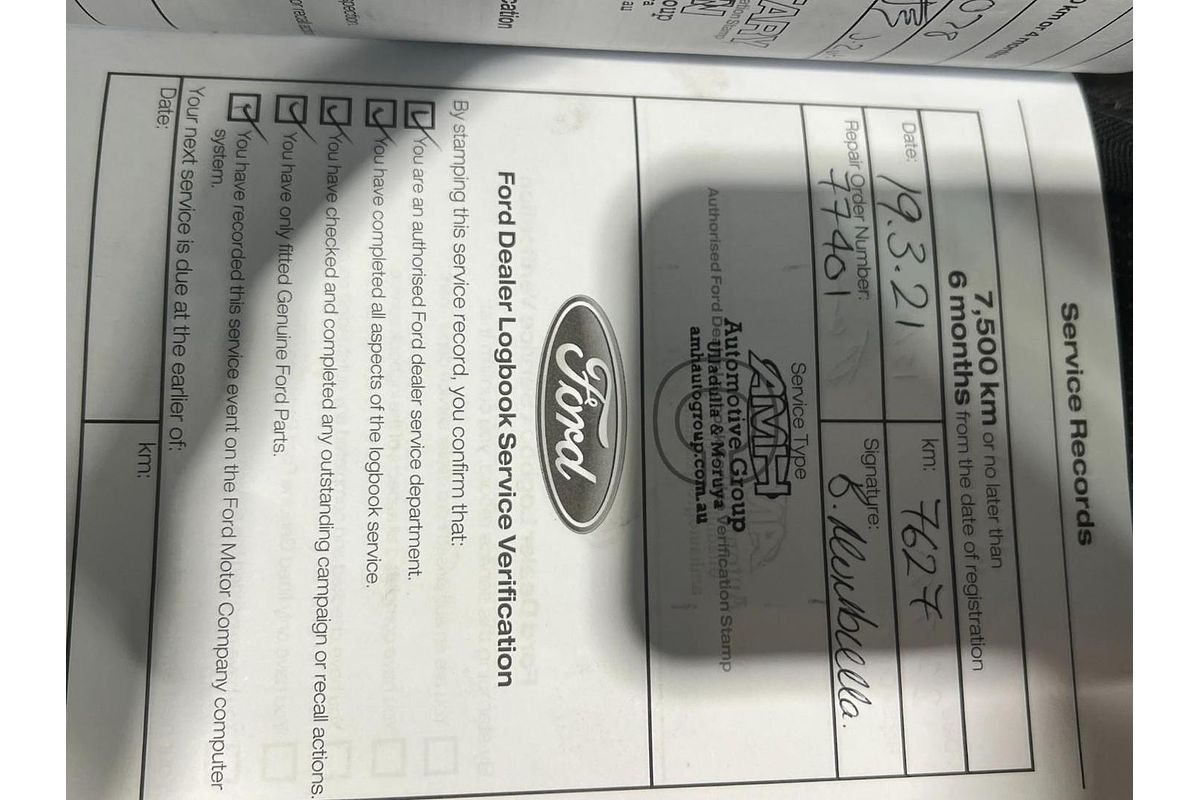 Service Records
7,500 km or no later than
6 months from the date of registration
Date: 19.3.21
km: 7627
Repair Order Number:
77401
Signature:
Service Type
AMH
Automotive Group
Authorised Ford Dealer Verification Stamp
Ulladulla & Moruya
amhautogroup.com.au
Ford
Ford Dealer Logbook Service Verification
By stamping this service record, you confirm that:
You are an authorised Ford dealer service department.
You have completed all aspects of the logbook service.
You have checked and completed any outstanding campaign or recall actions.
You have only fitted Genuine Ford Parts.
You have recorded this service event on the Ford Motor Company computer
system.
Your next service is due at the earlier of:
Date:
km: